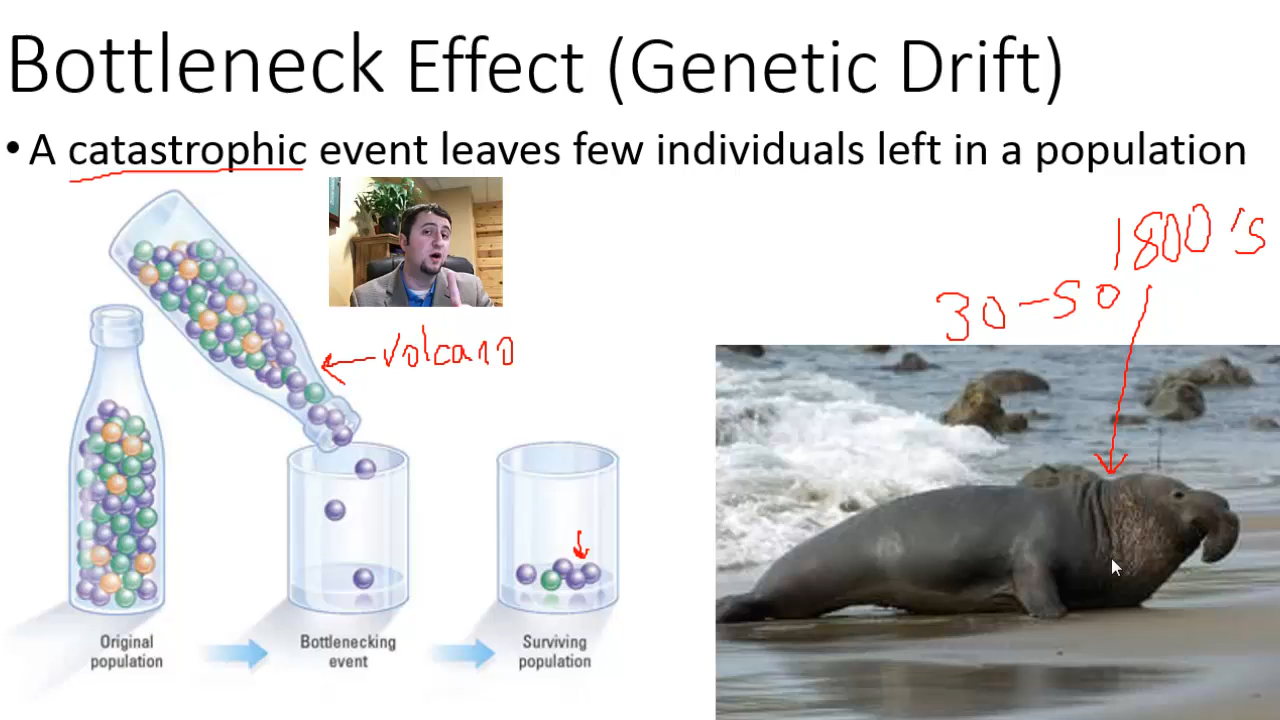 Bottleneck Effect (Genetic Drift)
• A catastrophic event leaves few individuals left in a population
1800's
30-50
volcano
Original
population
Bottlenecking
event
Surviving
population